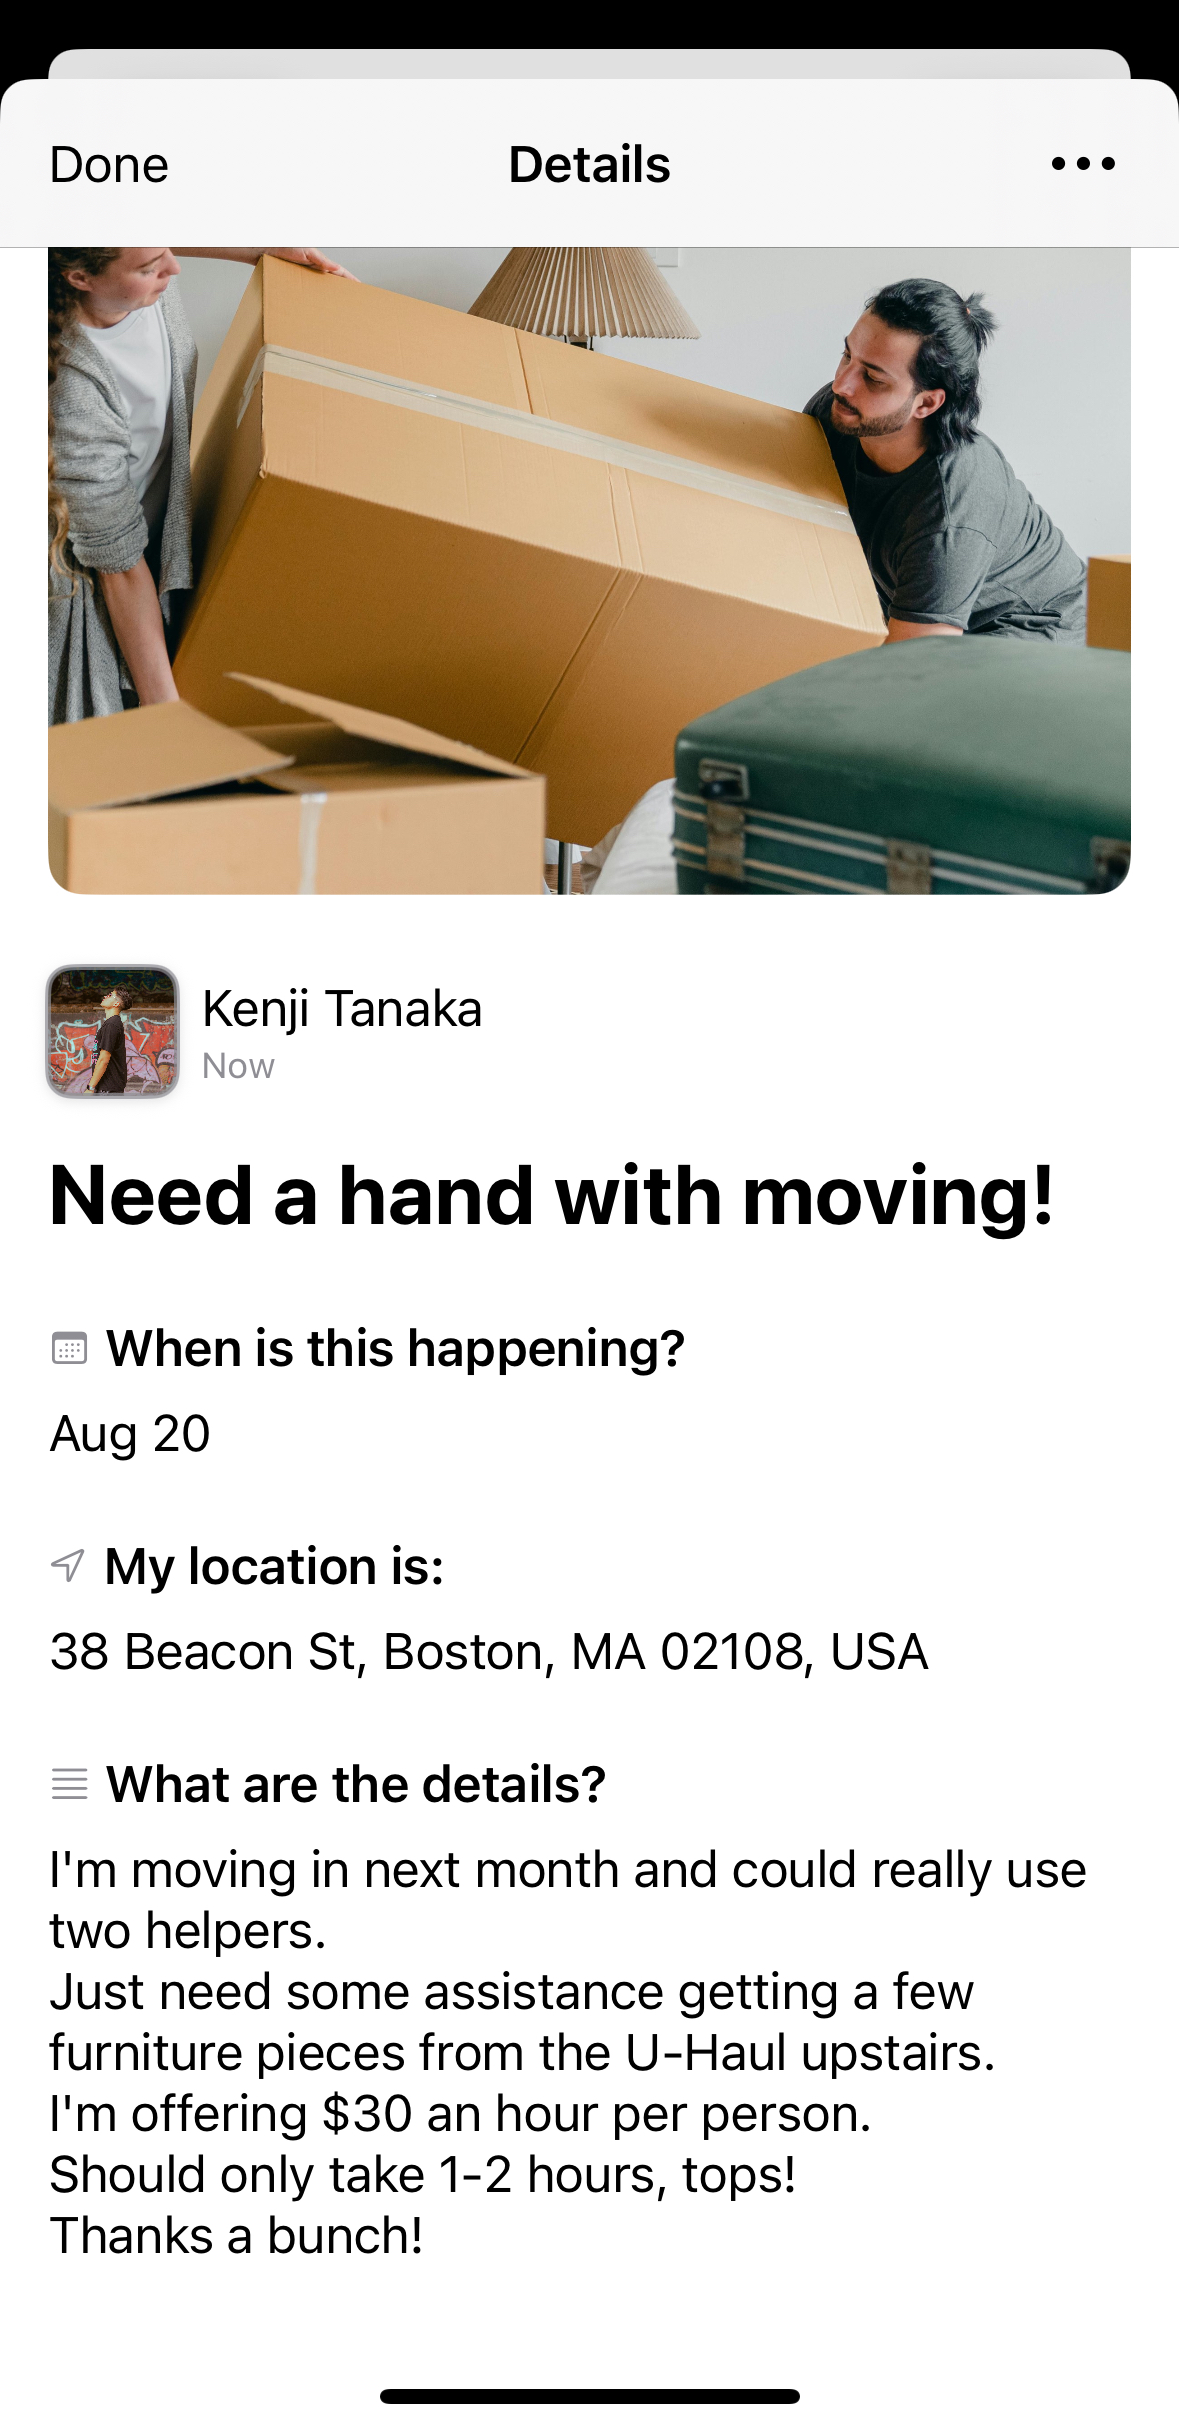 Done
Details
Kenji Tanaka
Now
Need a hand with moving!
When is this happening?
Aug 20
My location is:
38 Beacon St, Boston, MA 02108, USA
What are the details?
I'm moving in next month and could really use
two helpers.
Just need some assistance getting a few
furniture pieces from the U-Haul upstairs.
I'm offering $30 an hour per person.
Should only take 1-2 hours, tops!
Thanks a bunch!